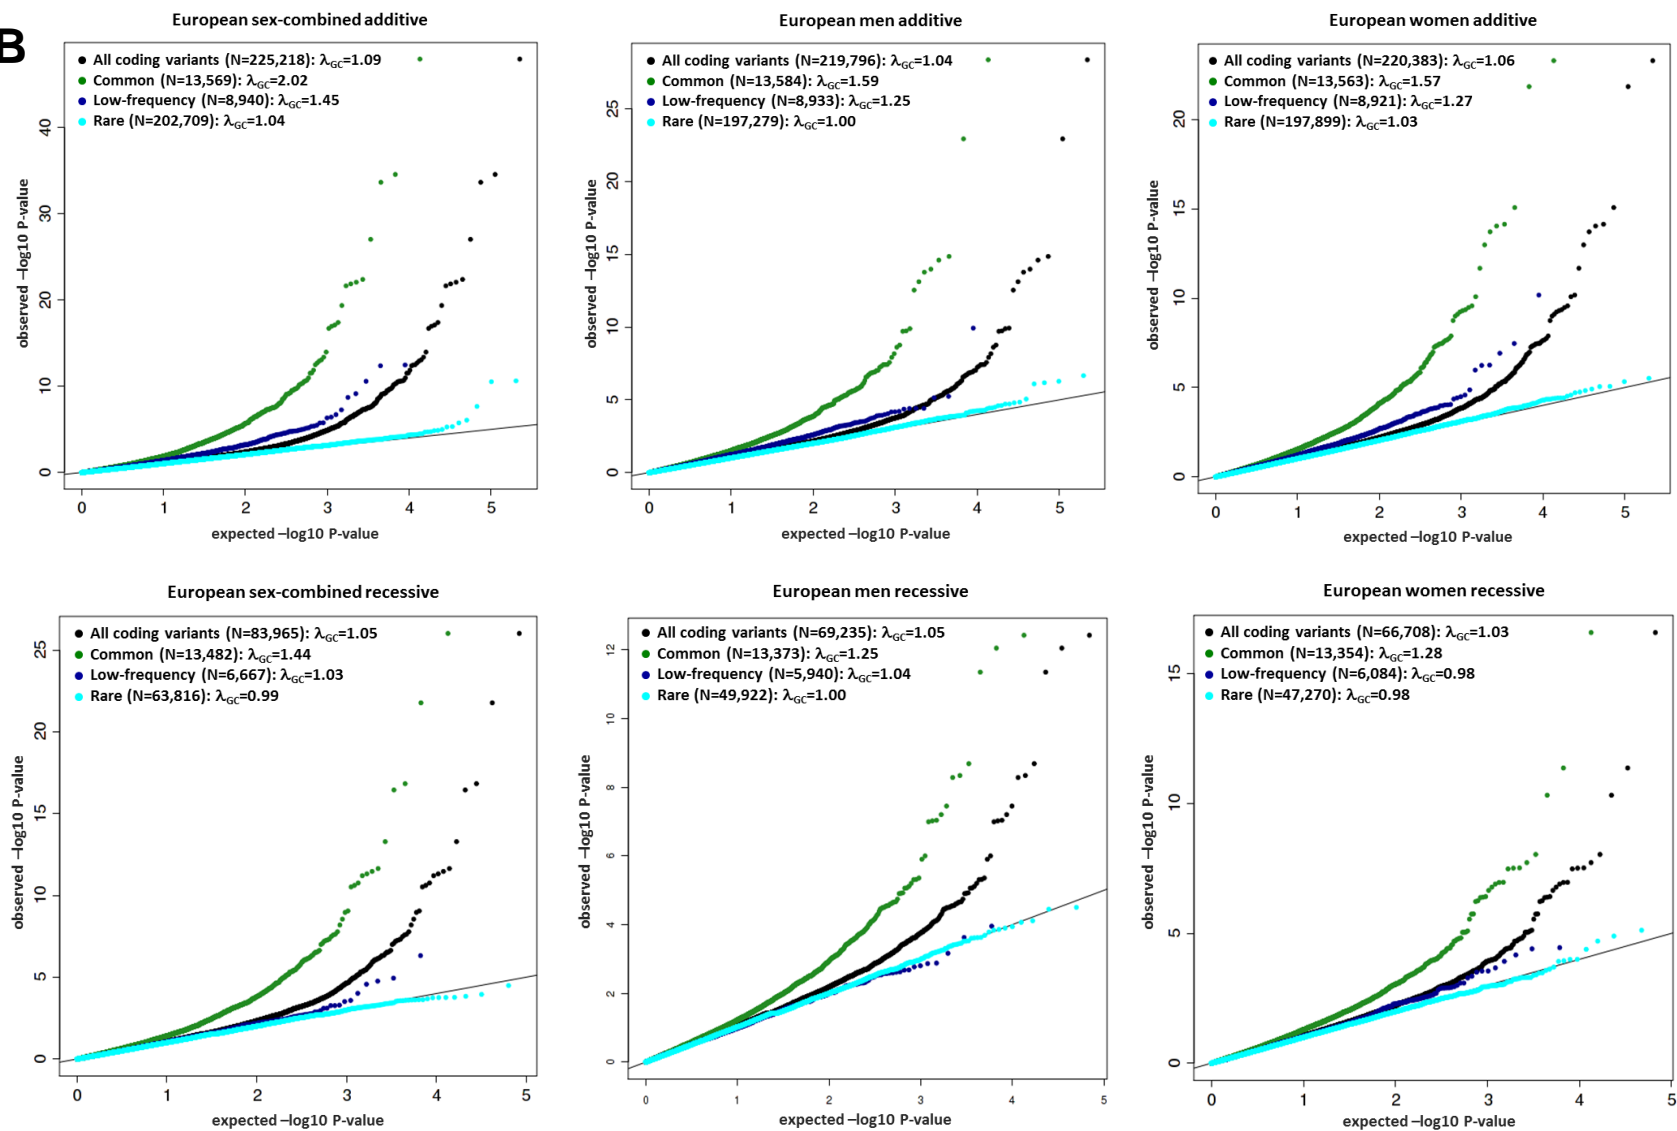 B
European sex-combined additive
All coding variants (N=225,218): λGC=1.09
Common (N=13,569): λGC=2.02
Low-frequency (N=8,940): λGC=1.45
Rare (N=202,709): λGC=1.04
observed –log10 P-value
0 10 20 30 40
0 1 2 3 4 5
expected –log10 P-value
European men additive
All coding variants (N=219,796): λGC=1.04
Common (N=13,584): λGC=1.59
Low-frequency (N=8,933): λGC=1.25
Rare (N=197,279): λGC=1.00
observed –log10 P-value
0 5 10 15 20 25
0 1 2 3 4 5
expected –log10 P-value
European women additive
All coding variants (N=220,383): λGC=1.06
Common (N=13,563): λGC=1.57
Low-frequency (N=8,921): λGC=1.27
Rare (N=197,899): λGC=1.03
observed –log10 P-value
0 5 10 15 20
0 1 2 3 4 5
expected –log10 P-value
European sex-combined recessive
All coding variants (N=83,965): λGC=1.05
Common (N=13,482): λGC=1.44
Low-frequency (N=6,667): λGC=1.03
Rare (N=63,816): λGC=0.99
observed –log10 P-value
0 5 10 15 20 25
0 1 2 3 4 5
expected –log10 P-value
European men recessive
All coding variants (N=69,235): λGC=1.05
Common (N=13,373): λGC=1.25
Low-frequency (N=5,940): λGC=1.04
Rare (N=49,922): λGC=1.00
observed –log10 P-value
0 2 4 6 8 10 12
0 1 2 3 4 5
expected –log10 P-value
European women recessive
All coding variants (N=66,708): λGC=1.03
Common (N=13,354): λGC=1.28
Low-frequency (N=6,084): λGC=0.98
Rare (N=47,270): λGC=0.98
observed –log10 P-value
0 5 10 15
0 1 2 3 4 5
expected –log10 P-value